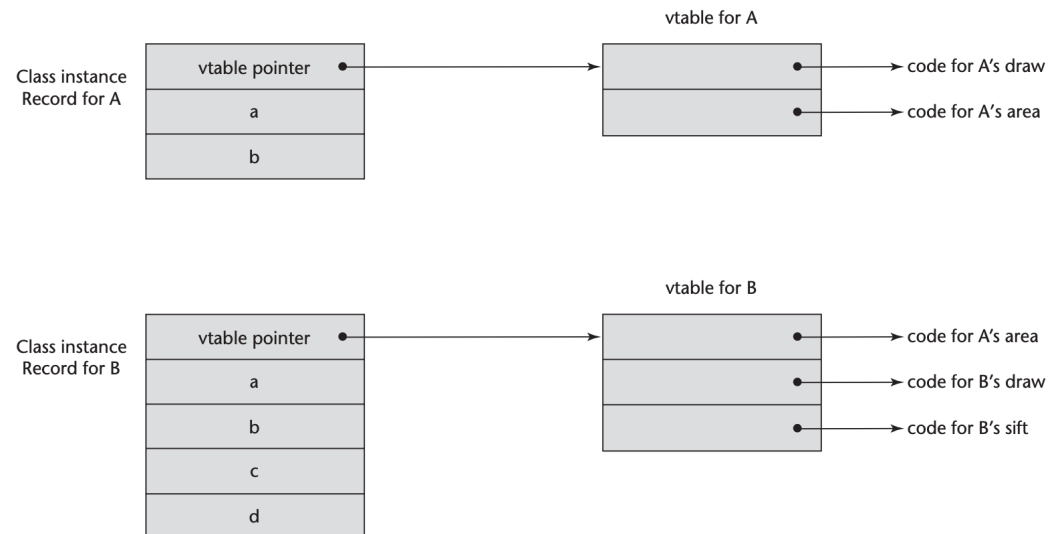 vtable for A
Class instance
Record for A
vtable pointer
a
b
code for A's draw
code for A's area
vtable for B
Class instance
Record for B
vtable pointer
a
b
c
d
code for A's area
code for B's draw
code for B's sift